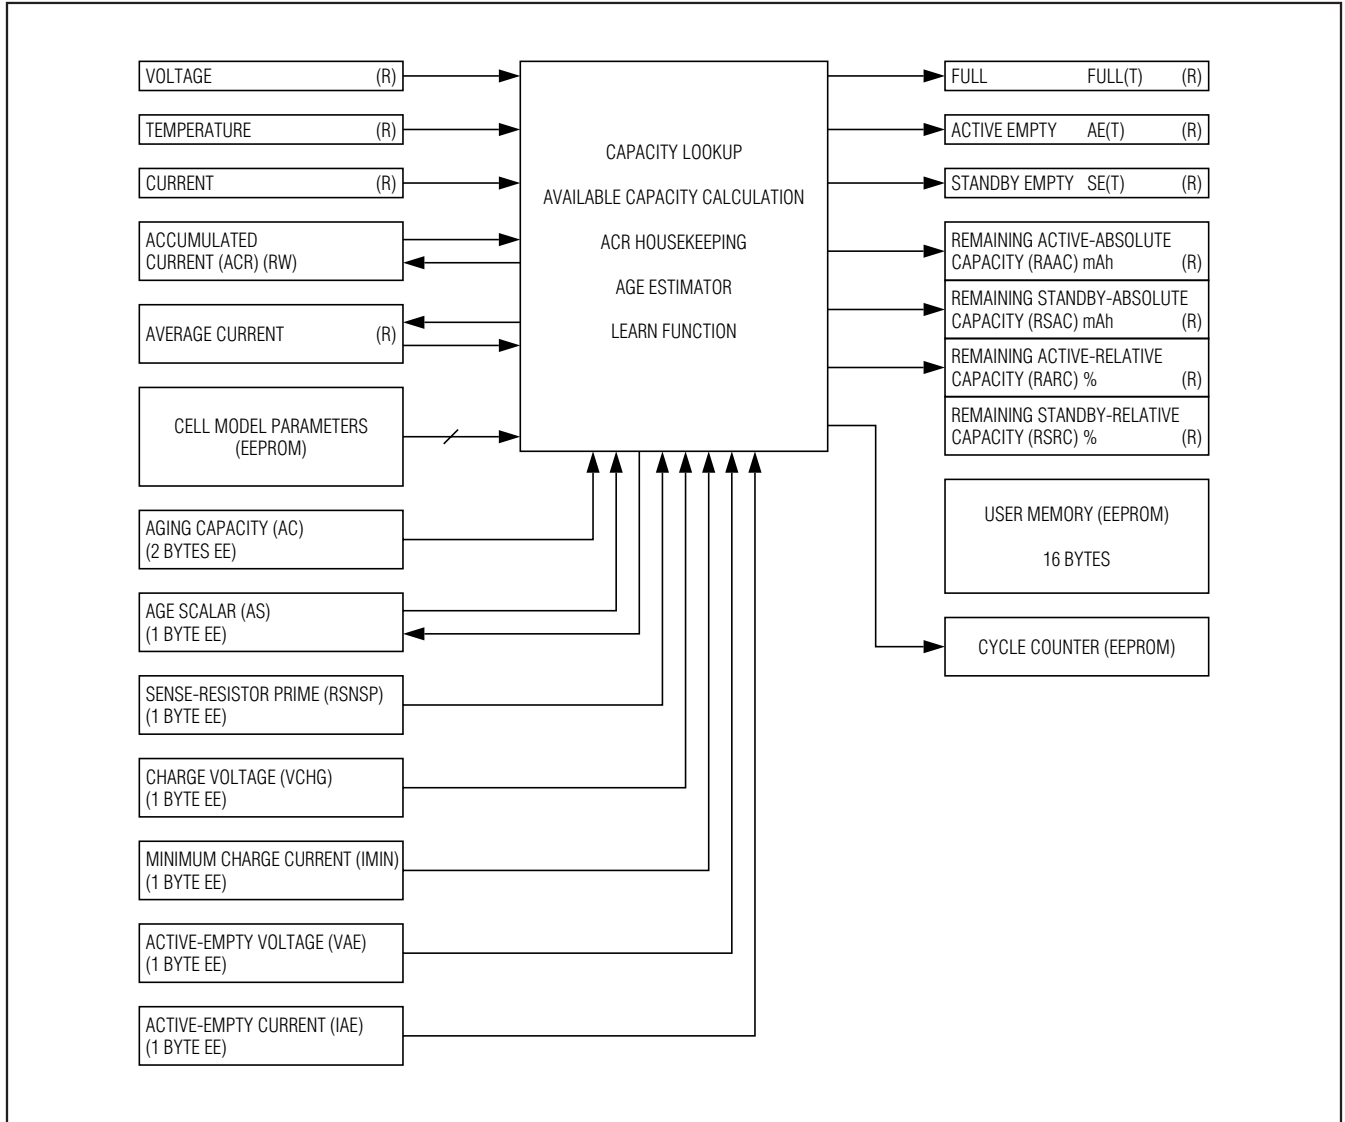 VOLTAGE (R)
TEMPERATURE (R)
CURRENT (R)
ACCUMULATED
CURRENT (ACR) (RW)
AVERAGE CURRENT (R)
CELL MODEL PARAMETERS
(EEPROM)
AGING CAPACITY (AC)
(2 BYTES EE)
AGE SCALAR (AS)
(1 BYTE EE)
SENSE-RESISTOR PRIME (RSNSP)
(1 BYTE EE)
CHARGE VOLTAGE (VCHG)
(1 BYTE EE)
MINIMUM CHARGE CURRENT (IMIN)
(1 BYTE EE)
ACTIVE-EMPTY VOLTAGE (VAE)
(1 BYTE EE)
ACTIVE-EMPTY CURRENT (IAE)
(1 BYTE EE)
CAPACITY LOOKUP
AVAILABLE CAPACITY CALCULATION
ACR HOUSEKEEPING
AGE ESTIMATOR
LEARN FUNCTION
FULL FULL(T) (R)
ACTIVE EMPTY AE(T) (R)
STANDBY EMPTY SE(T) (R)
REMAINING ACTIVE-ABSOLUTE
CAPACITY (RAAC) mAh (R)
REMAINING STANDBY-ABSOLUTE
CAPACITY (RSAC) mAh (R)
REMAINING ACTIVE-RELATIVE
CAPACITY (RARC) % (R)
REMAINING STANDBY-RELATIVE
CAPACITY (RSRC) % (R)
USER MEMORY (EEPROM)
16 BYTES
CYCLE COUNTER (EEPROM)